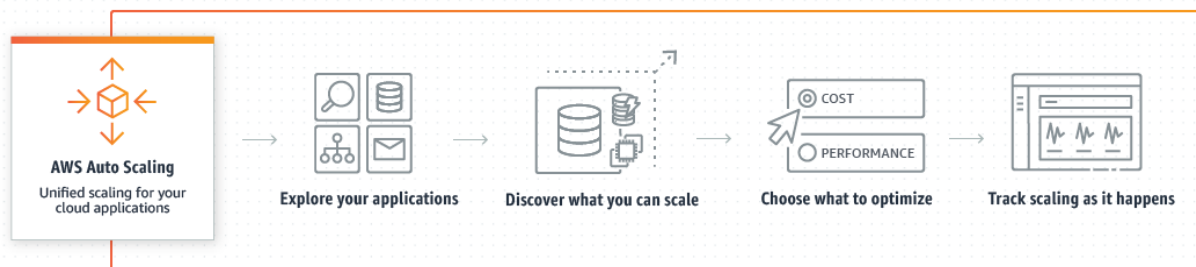 AWS Auto Scaling
Unified scaling for your
cloud applications
Explore your applications
Discover what you can scale
COST
PERFORMANCE
Choose what to optimize
Track scaling as it happens